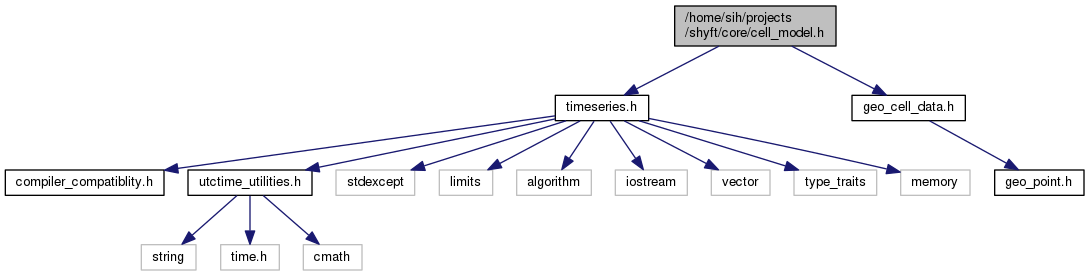 /home/sih/projects
/shyft/core/cell_model.h
timeseries.h
geo_cell_data.h
compiler_compatiblity.h
utctime_utilities.h
stdexcept
limits
algorithm
iostream
vector
type_traits
memory
geo_point.h
string
time.h
cmath